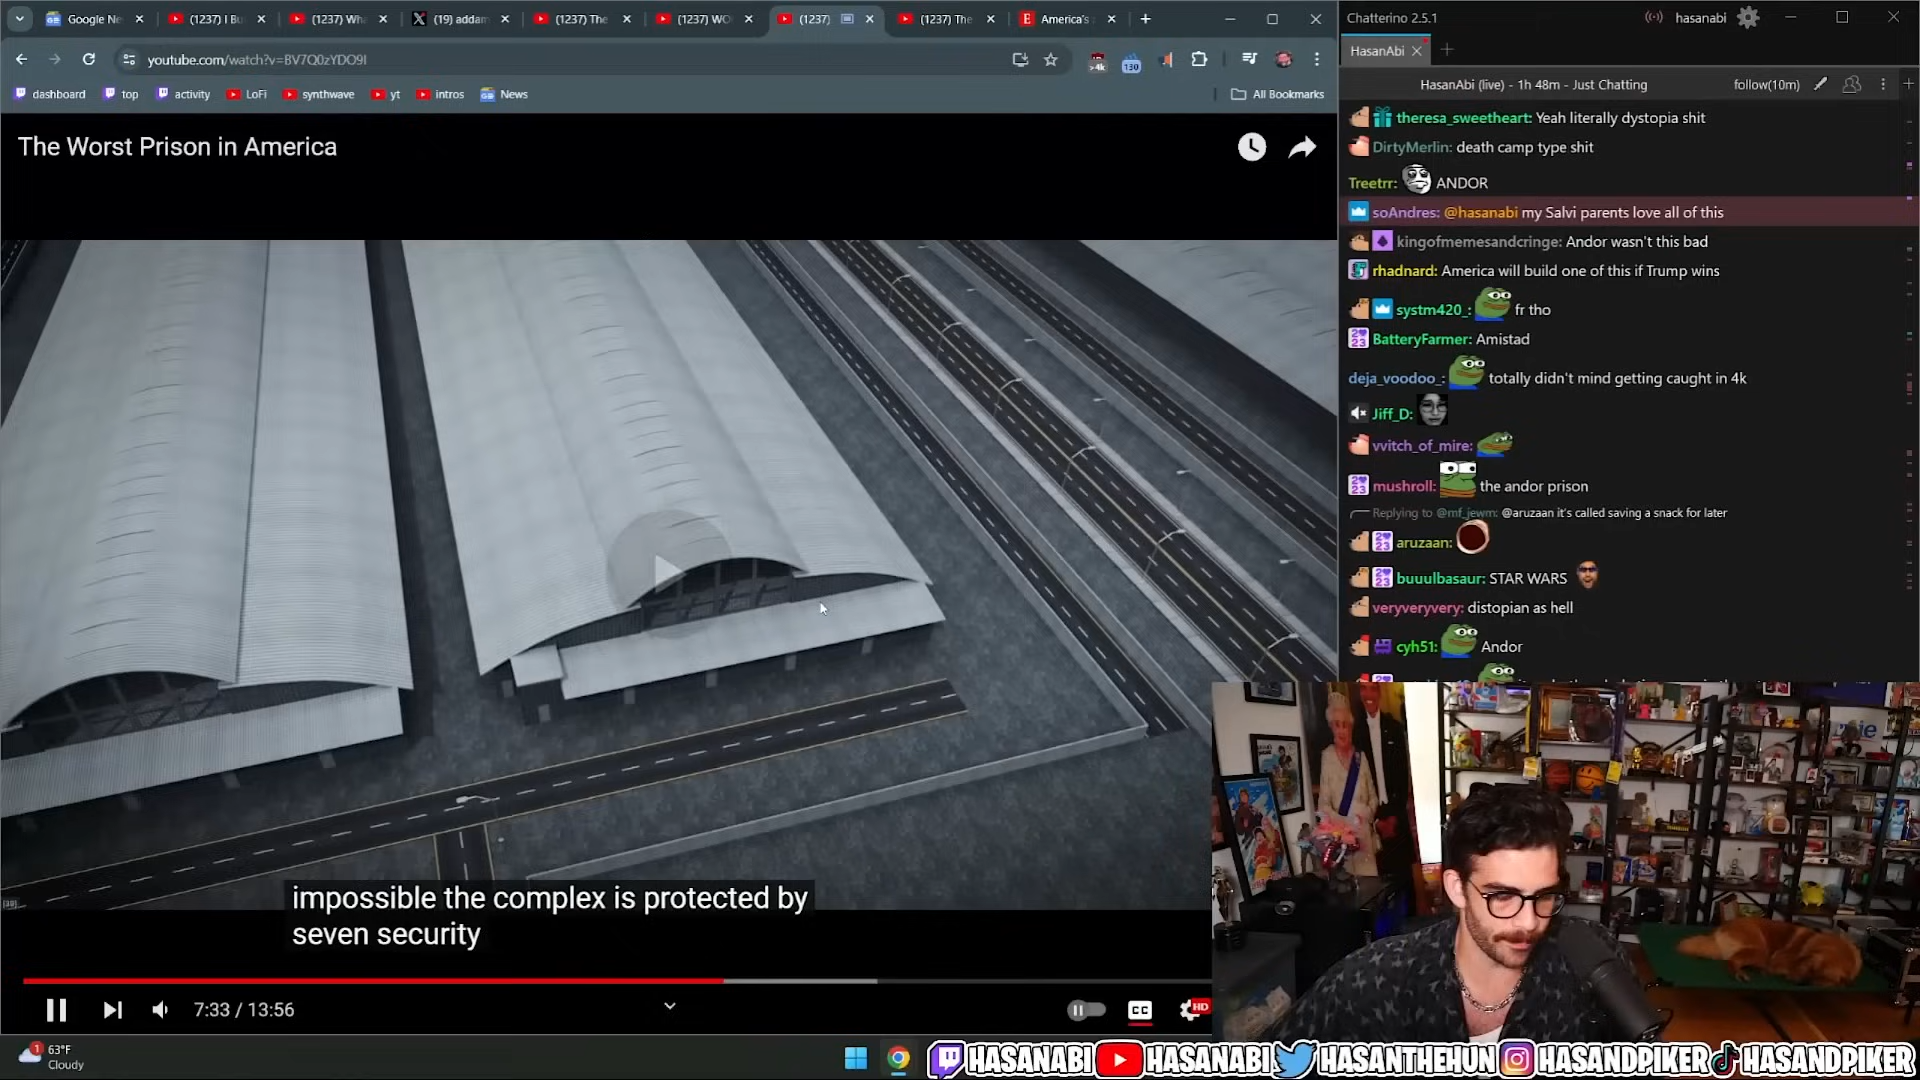 Google Ne
(1237) I Bu
(1237) Wha
(19) addam
(1237) The
(1237) WO
(1237)
(1237) The
America's
youtube.com/watch?v=BV7Q0zYDO9I
>4k
130
dashboard
top
activity
LoFi
synthwave
yt
intros
News
All Bookmarks
The Worst Prison in America
impossible the complex is protected by
seven security
7:33 / 13:56
CC
HD
1
63°F
Cloudy
Chatterino 2.5.1
hasanabi
HasanAbi
HasanAbi (live) - 1h 48m - Just Chatting
follow(10m)
theresa_sweetheart: Yeah literally dystopia shit
DirtyMerlin: death camp type shit
Treetrr: ANDOR
soAndres: @hasanabi my Salvi parents love all of this
kingofmemesandcringe: Andor wasn't this bad
rhadnard: America will build one of this if Trump wins
systm420_: fr tho
BatteryFarmer: Amistad
deja_voodoo_: totally didn't mind getting caught in 4k
Jiff_D:
vvitch_of_mire:
mushroll: the andor prison
Replying to @mf_jewm: @aruzaan it's called saving a snack for later
aruzaan:
buuulbasaur: STAR WARS
veryveryvery: distopian as hell
cyh51: Andor
HASANABI
HASANABI
HASANTHEHUN
HASANDPIKER
HASANDPIKER